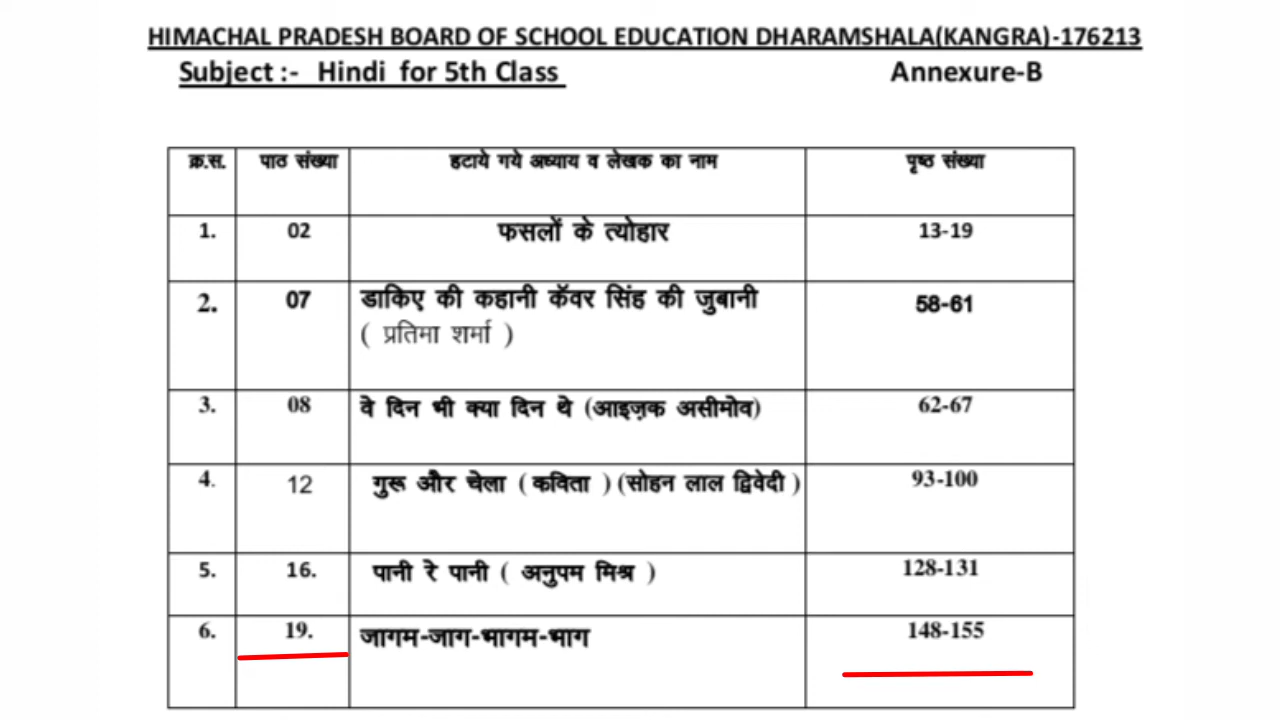 HIMACHAL PRADESH BOARD OF SCHOOL EDUCATION DHARAMSHALA(KANGRA)-176213
Subject :- Hindi for 5th Class Annexure-B
क्र.स. पाठ संख्या हटाये गये अध्याय व लेखक का नाम पृष्ठ संख्या
1. 02 फसलों के त्योहार 13-19
2. 07 डाकिए की कहानी कॅवर सिंह की जुबानी 58-61
( प्रतिमा शर्मा )
3. 08 वे दिन भी क्या दिन थे (आइज़क असीमोव) 62-67
4. 12 गुरू और चेला ( कविता ) (सोहन लाल द्विवेदी ) 93-100
5. 16. पानी रे पानी ( अनुपम मिश्र ) 128-131
6. 19. जागम-जाग-भागम-भाग 148-155